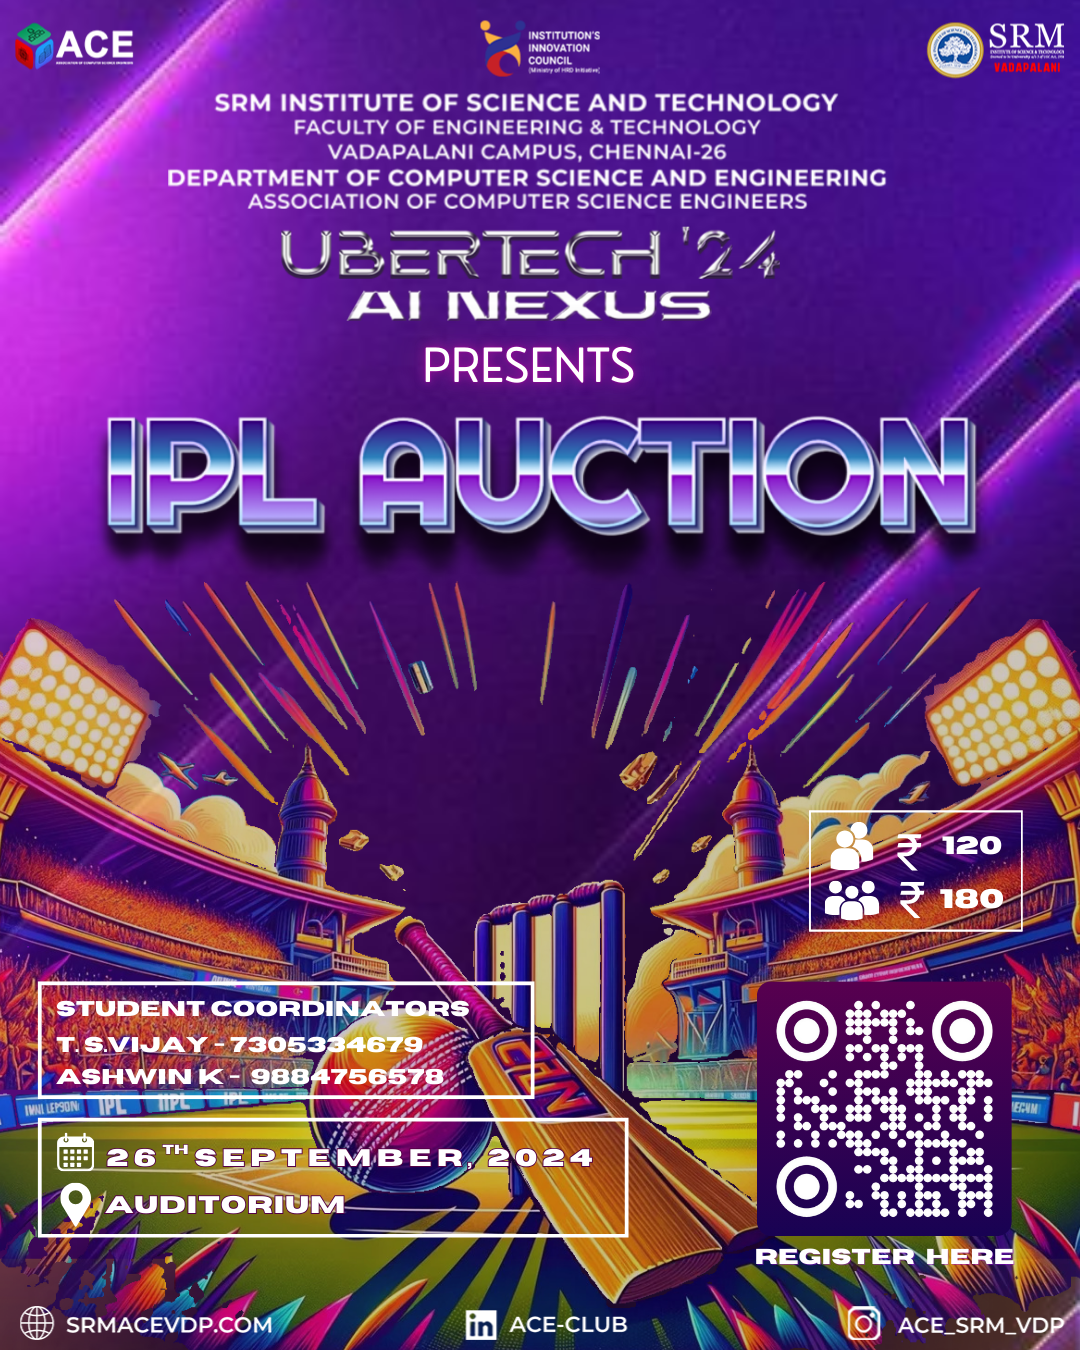 ACE
ASSOCIATION OF COMPUTER SCIENCE ENGINEERS
INSTITUTION'S
INNOVATION
COUNCIL
(Ministry of HRD Initiative)
SRM
INSTITUTE OF SCIENCE & TECHNOLOGY
VADAPALANI
SRM INSTITUTE OF SCIENCE AND TECHNOLOGY
FACULTY OF ENGINEERING & TECHNOLOGY
VADAPALANI CAMPUS, CHENNAI-26
DEPARTMENT OF COMPUTER SCIENCE AND ENGINEERING
ASSOCIATION OF COMPUTER SCIENCE ENGINEERS
UBERTECH '24
AI NEXUS
PRESENTS
IPL AUCTION
₹ 120
₹ 180
STUDENT COORDINATORS
T. S.VIJAY - 7305334679
ASHWIN K - 9884756578
IPL
IPL
26TH SEPTEMBER, 2024
AUDITORIUM
REGISTER HERE
SRMACEVDP.COM
ACE-CLUB
ACE_SRM_VDP